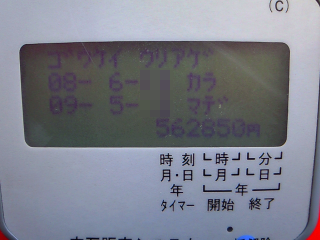 (C)
ゴウケイ ウリアゲ
08- 6- カラ
09- 5- マデ
562850円
時刻 └時┘└分┘
月・日 └月┘└日┘
年 └年┘
タイマー 開始 終了